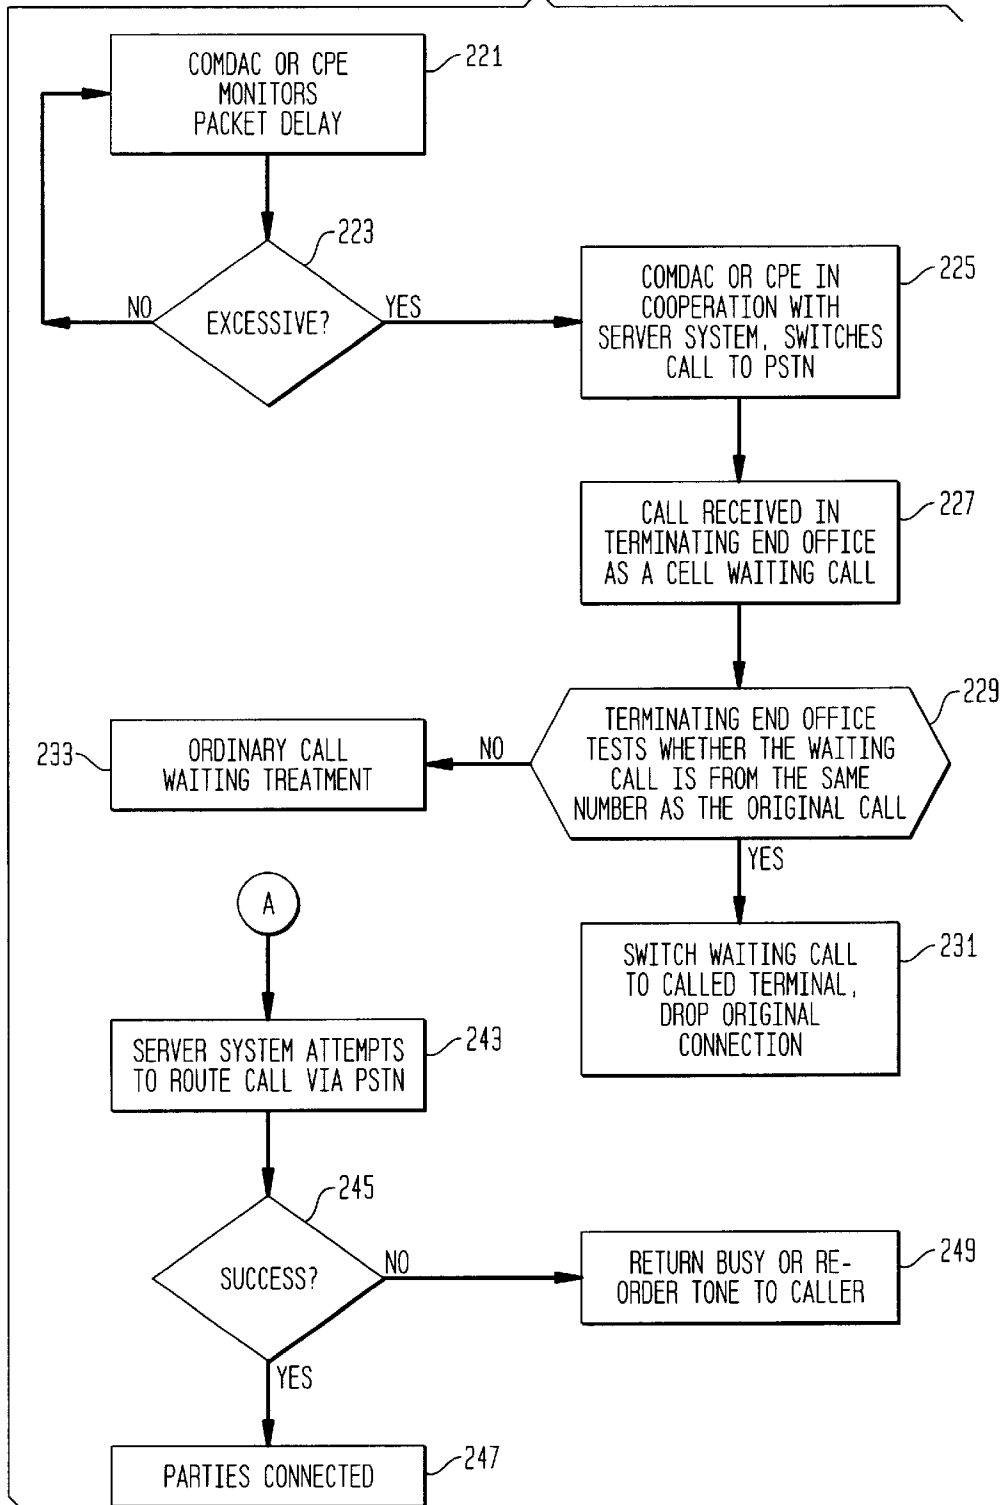 COMDAC OR CPE
MONITORS
PACKET DELAY
221
223
EXCESSIVE?
NO
YES
COMDAC OR CPE IN
COOPERATION WITH
SERVER SYSTEM, SWITCHES
CALL TO PSTN
225
CALL RECEIVED IN
TERMINATING END OFFICE
AS A CELL WAITING CALL
227
TERMINATING END OFFICE
TESTS WHETHER THE WAITING
CALL IS FROM THE SAME
NUMBER AS THE ORIGINAL CALL
229
NO
ORDINARY CALL
WAITING TREATMENT
233
YES
SWITCH WAITING CALL
TO CALLED TERMINAL,
DROP ORIGINAL
CONNECTION
231
A
SERVER SYSTEM ATTEMPTS
TO ROUTE CALL VIA PSTN
243
245
SUCCESS?
NO
RETURN BUSY OR RE-
ORDER TONE TO CALLER
249
YES
PARTIES CONNECTED
247